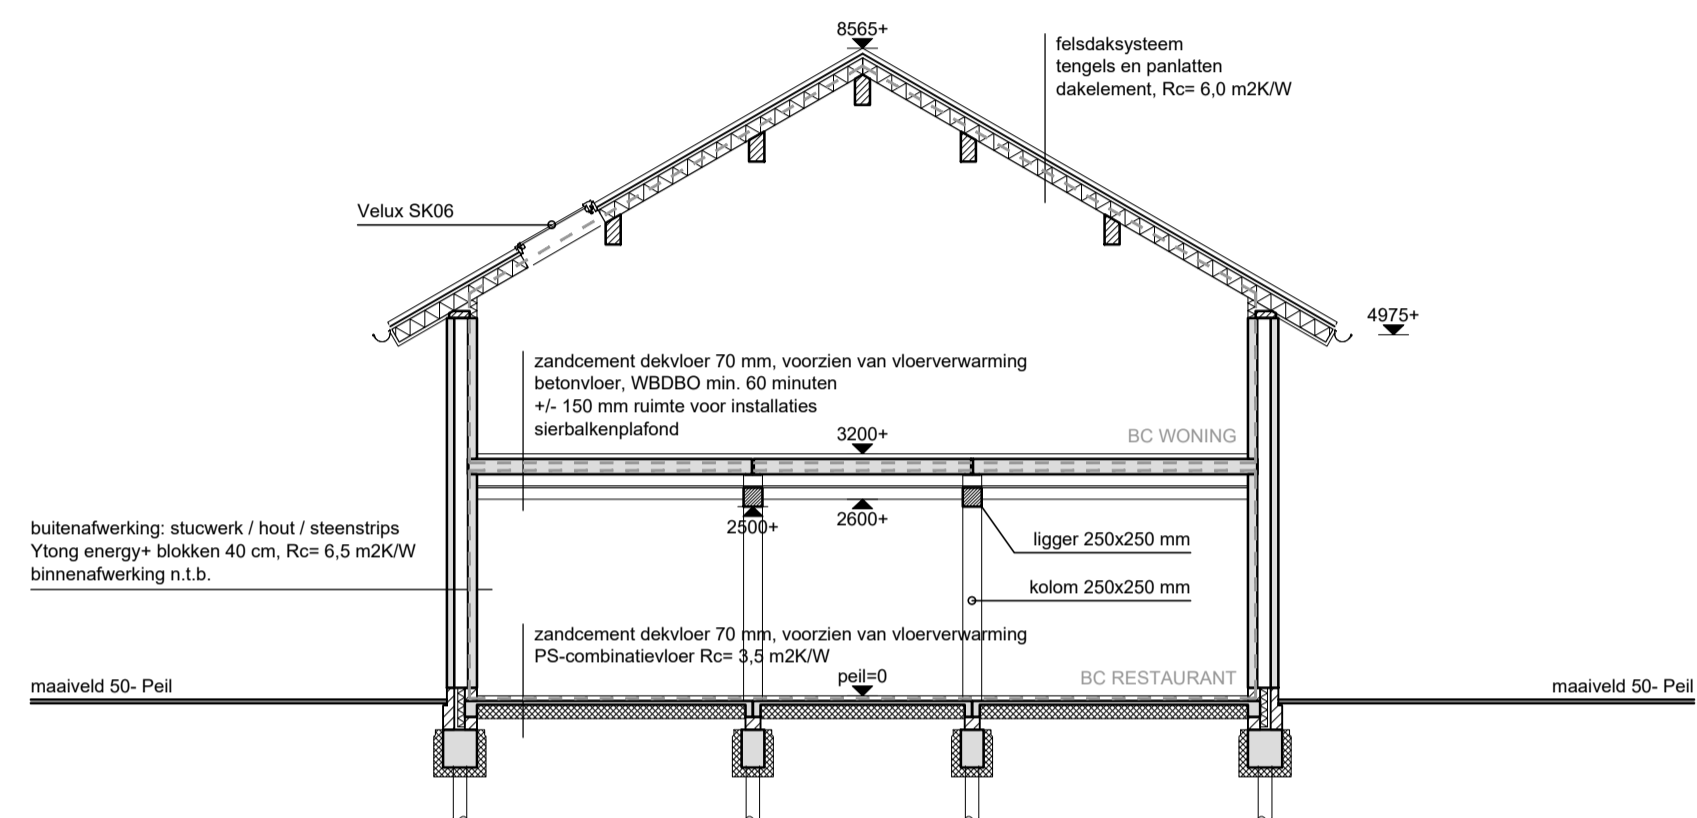 8565+
felsdaksysteem
tengels en panlatten
dakelement, Rc= 6,0 m2K/W
Velux SK06
4975+
zandcement dekvloer 70 mm, voorzien van vloerverwarming
betonvloer, WBDBO min. 60 minuten
+/- 150 mm ruimte voor installaties
sierbalkenplafond
3200+
BC WONING
2500+
2600+
buitenafwerking: stucwerk / hout / steenstrips
Ytong energy+ blokken 40 cm, Rc= 6,5 m2K/W
binnenafwerking n.t.b.
ligger 250x250 mm
kolom 250x250 mm
zandcement dekvloer 70 mm, voorzien van vloerverwarming
PS-combinatievloer Rc= 3,5 m2K/W
peil=0
BC RESTAURANT
maaiveld 50- Peil
maaiveld 50- Peil